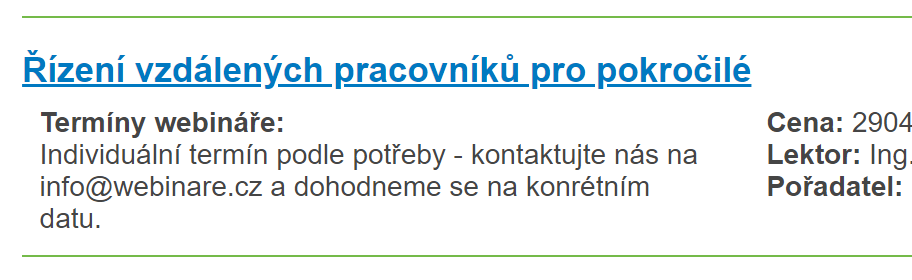 Řízení vzdálených pracovníků pro pokročilé
Termíny webináře:
Individuální termín podle potřeby - kontaktujte nás na
info@webinare.cz a dohodneme se na konrétním
datu.
Cena: 2904
Lektor: Ing.
Pořadatel: